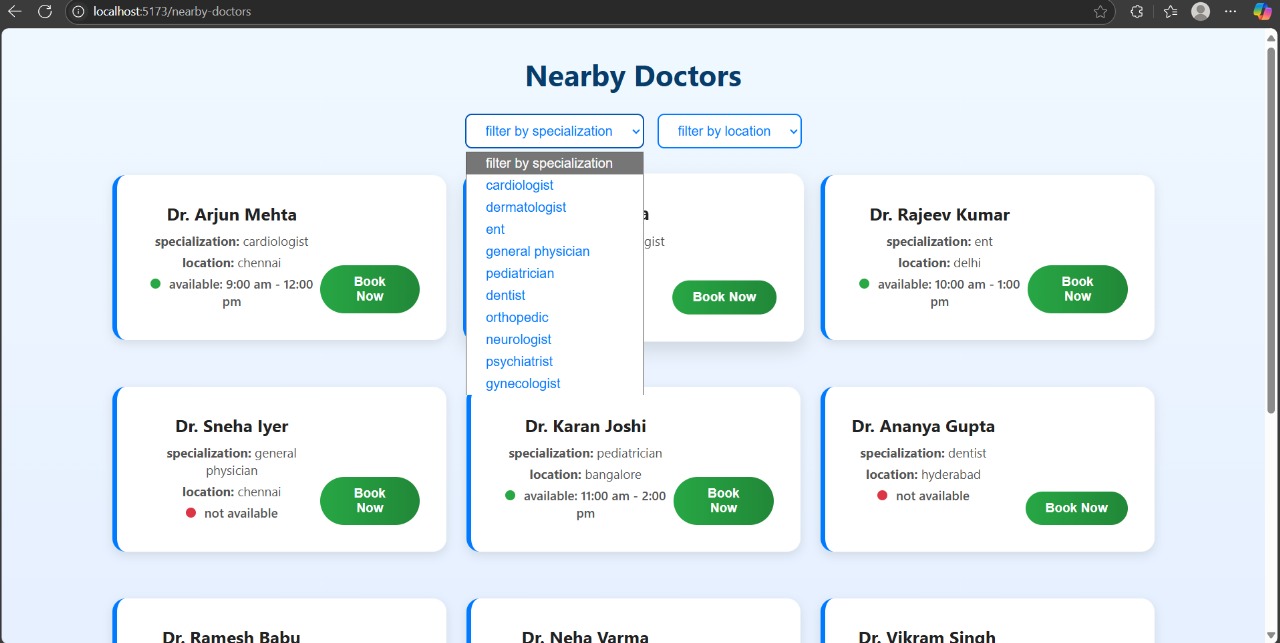 localhost:5173/nearby-doctors
Nearby Doctors
filter by specialization
filter by location
filter by specialization
cardiologist
dermatologist
ent
general physician
pediatrician
dentist
orthopedic
neurologist
psychiatrist
gynecologist
Dr. Arjun Mehta
specialization: cardiologist
location: chennai
available: 9:00 am - 12:00
pm
Book
Now
Book Now
Dr. Rajeev Kumar
specialization: ent
location: delhi
available: 10:00 am - 1:00
pm
Book
Now
Dr. Sneha Iyer
specialization: general
physician
location: chennai
not available
Book
Now
Dr. Karan Joshi
specialization: pediatrician
location: bangalore
available: 11:00 am - 2:00
pm
Book
Now
Dr. Ananya Gupta
specialization: dentist
location: hyderabad
not available
Book Now
Dr. Ramesh Babu
Dr. Neha Varma
Dr. Vikram Singh